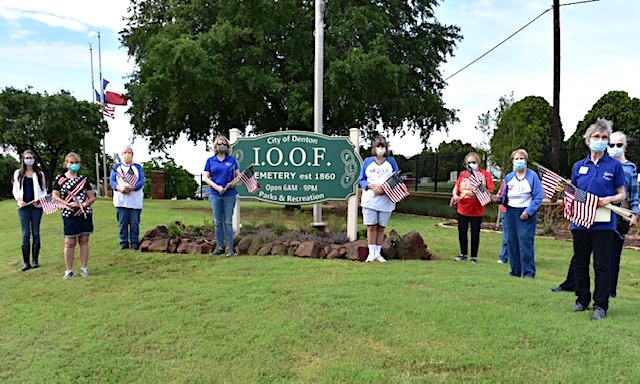 City of Denton
I.O.O.F.
CEMETERY est 1860
Open 6AM - 9PM
Parks & Recreation